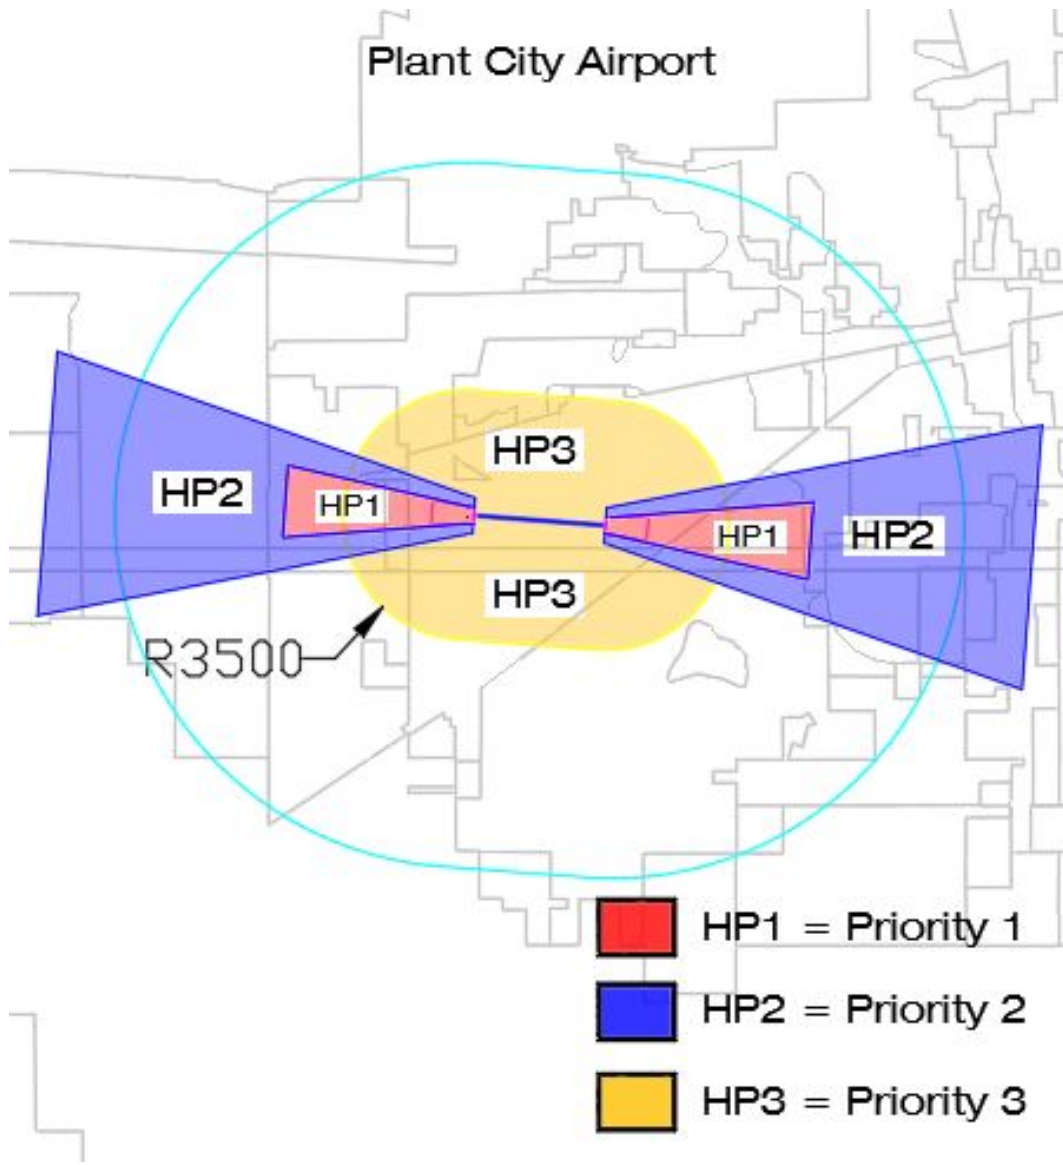 Plant City Airport
HP3
HP2
HP1
HP1
HP2
HP3
R3500
HP1 = Priority 1
HP2 = Priority 2
HP3 = Priority 3